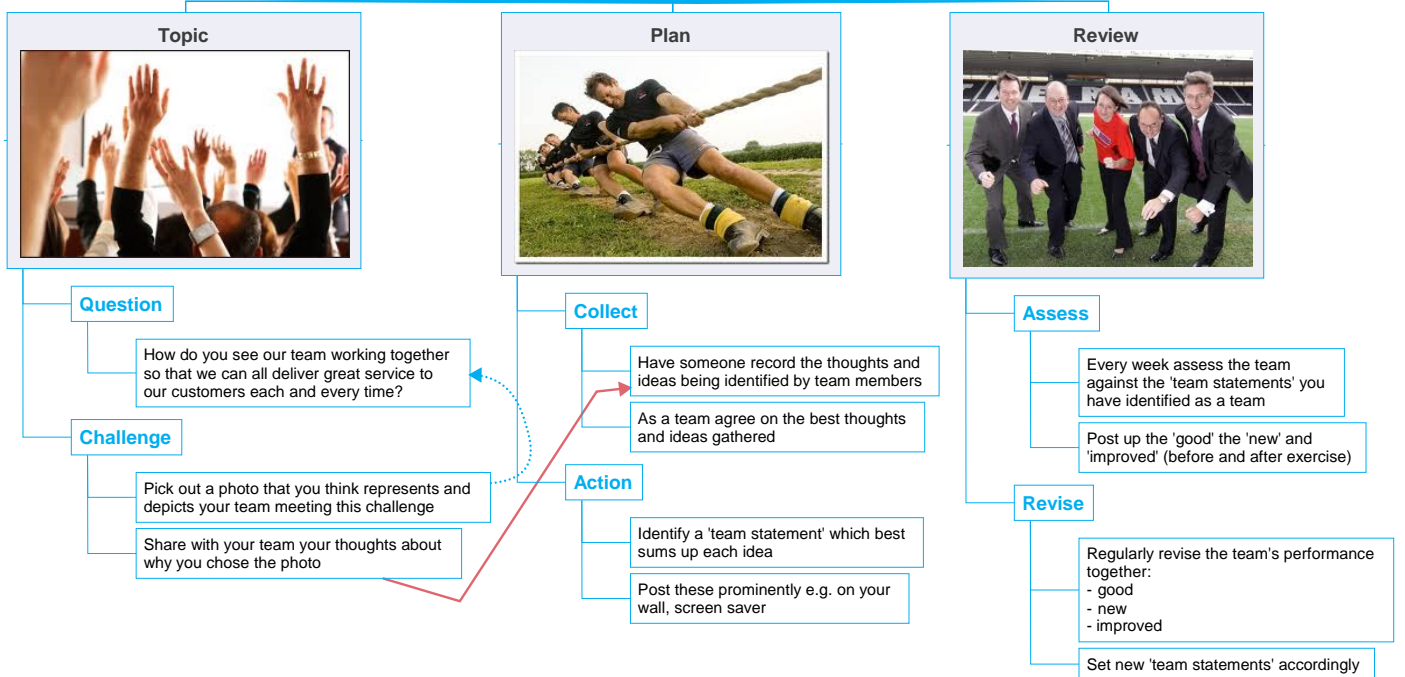 Topic
Question
How do you see our team working together
so that we can all deliver great service to
our customers each and every time?
Challenge
Pick out a photo that you think represents and
depicts your team meeting this challenge
Share with your team your thoughts about
why you chose the photo
Plan
Collect
Have someone record the thoughts and
ideas being identified by team members
As a team agree on the best thoughts
and ideas gathered
Action
Identify a 'team statement' which best
sums up each idea
Post these prominently e.g. on your
wall, screen saver
Review
Assess
Every week assess the team
against the 'team statements' you
have identified as a team
Post up the 'good' the 'new' and
'improved' (before and after exercise)
Revise
Regularly revise the team's performance
together:
- good
- new
- improved
Set new 'team statements' accordingly